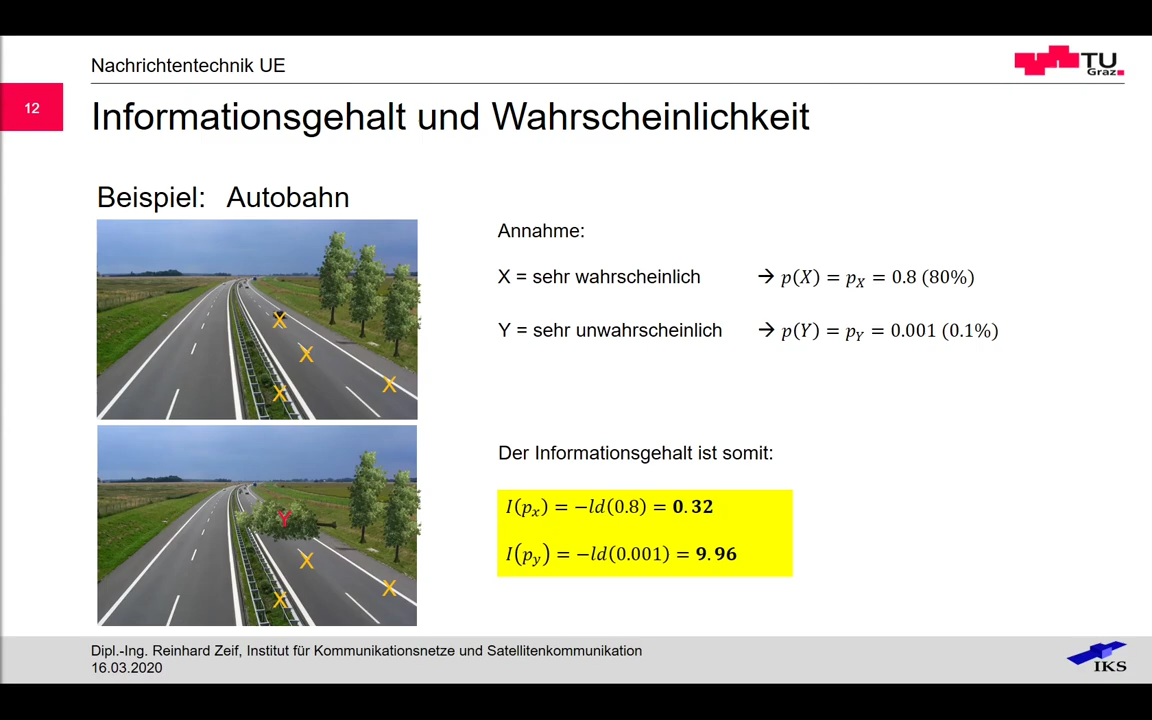 Nachrichtentechnik UE
TU
Graz
12
Informationsgehalt und Wahrscheinlichkeit
Beispiel: Autobahn
X
X
X
X
Y
X
X
X
Annahme:
X = sehr wahrscheinlich → p(X) = p_X = 0.8 (80%)
Y = sehr unwahrscheinlich → p(Y) = p_Y = 0.001 (0.1%)
Der Informationsgehalt ist somit:
I(p_x) = −ld(0.8) = 0.32
I(p_y) = −ld(0.001) = 9.96
Dipl.-Ing. Reinhard Zeif, Institut für Kommunikationsnetze und Satellitenkommunikation
16.03.2020
IKS